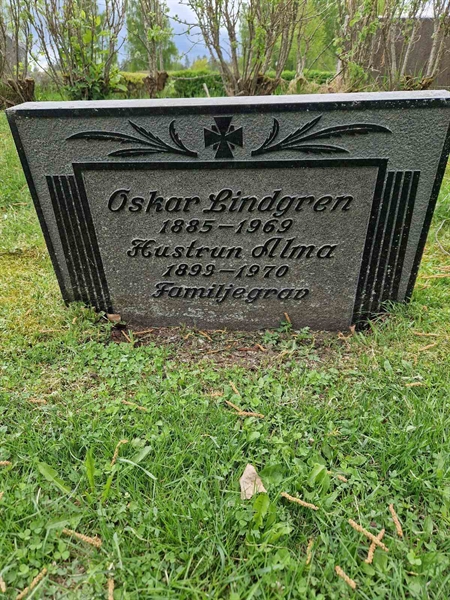 Oskar Lindgren
1885–1969
Hustrun Alma
1893–1970
Familjegrav